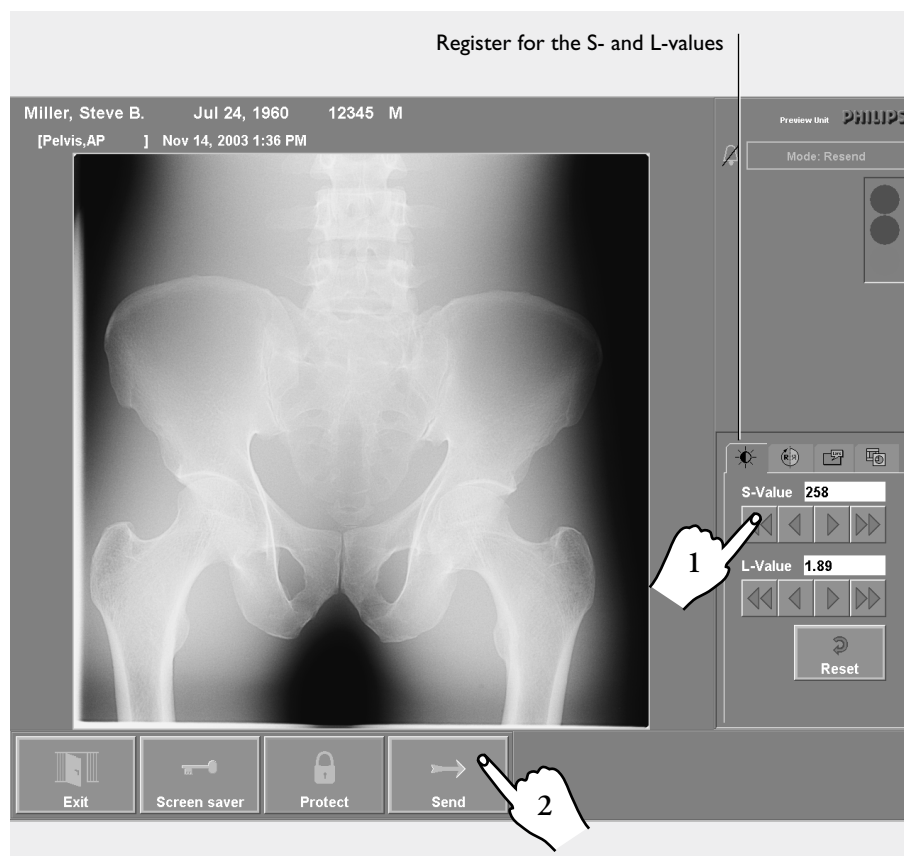 Register for the S- and L-values
Miller, Steve B. Jul 24, 1960 12345 M
[Pelvis,AP ] Nov 14, 2003 1:36 PM
Preview Unit PHILIPS
Mode: Resend
S-Value 258
1
L-Value 1.89
Reset
Exit Screen saver Protect Send
2